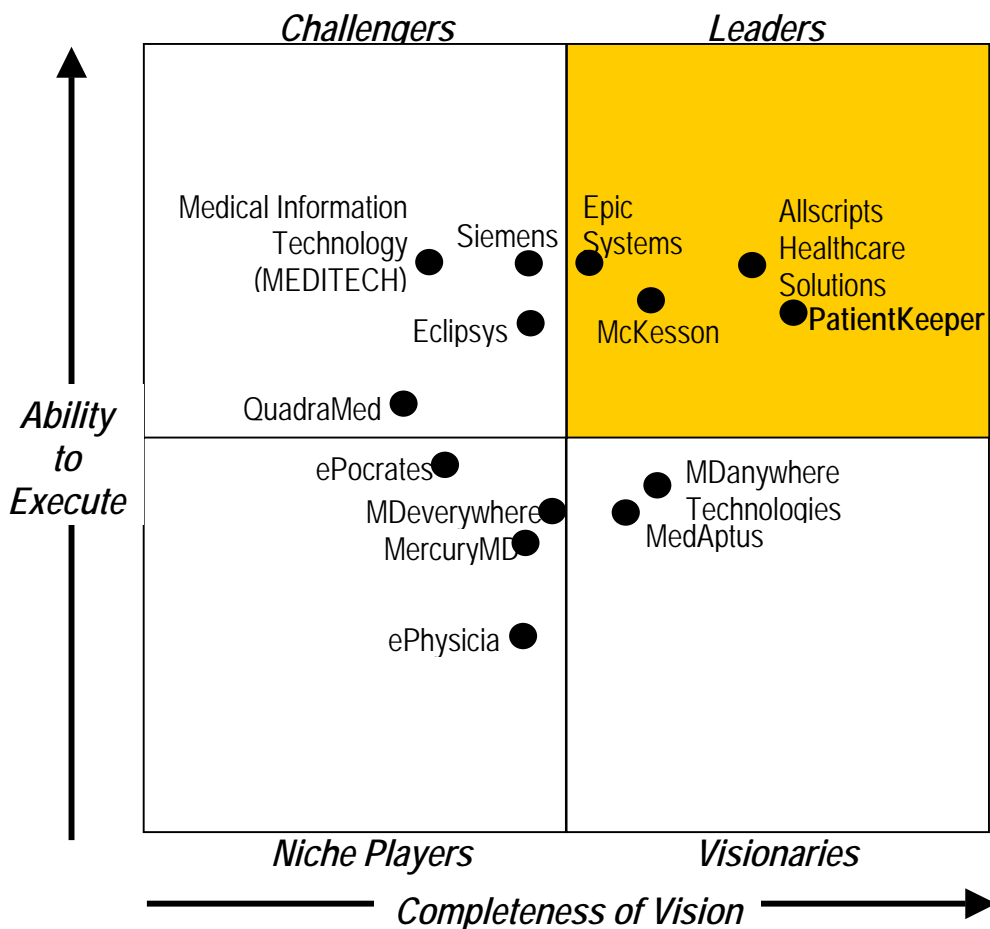 Challengers
Leaders
Medical Information
Technology
(MEDITECH)
Siemens
Epic
Systems
Allscripts
Healthcare
Solutions
Eclipsys
McKesson
PatientKeeper
QuadraMed
Ability
to
Execute
ePocrates
MDeverywhere
MercuryMD
MDanywhere
Technologies
MedAptus
ePhysicia
Niche Players
Visionaries
Completeness of Vision